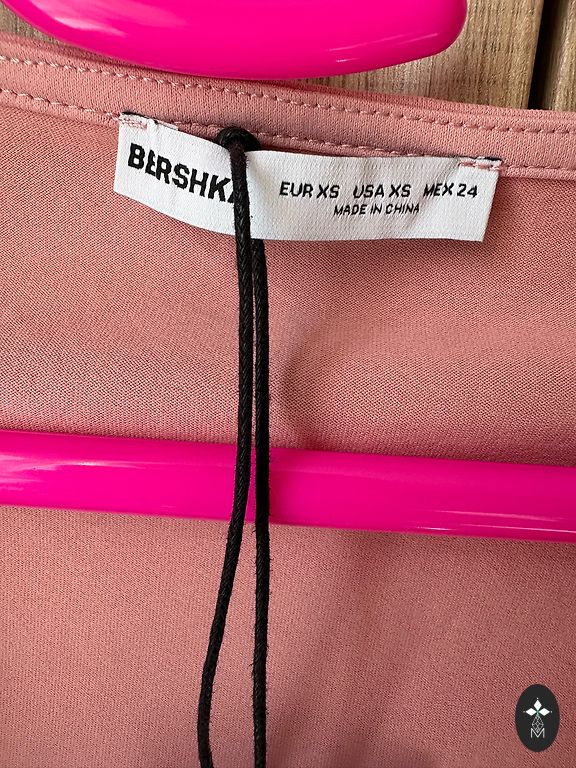 BERSHKA
EUR XS USA XS MEX 24
MADE IN CHINA